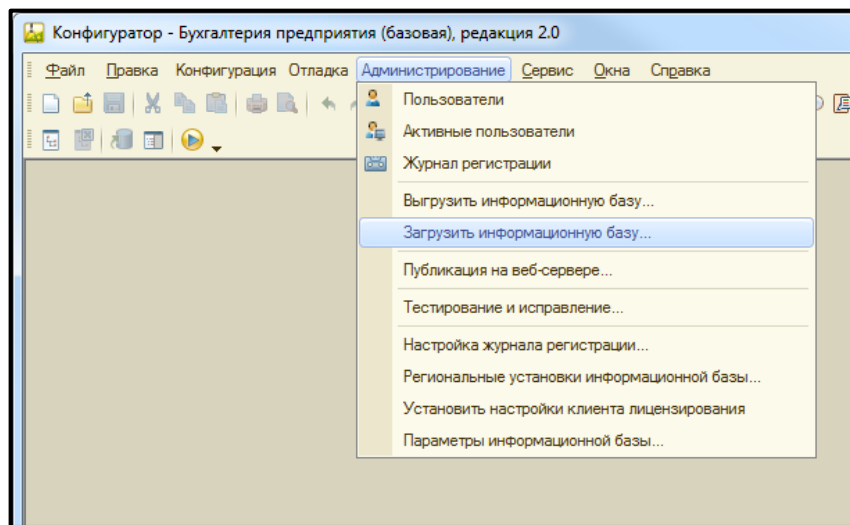 Конфигуратор - Бухгалтерия предприятия (базовая), редакция 2.0
Файл Правка Конфигурация Отладка Администрирование Сервис Окна Справка
Пользователи
Активные пользователи
Журнал регистрации
Выгрузить информационную базу...
Загрузить информационную базу...
Публикация на веб-сервере...
Тестирование и исправление...
Настройка журнала регистрации...
Региональные установки информационной базы...
Установить настройки клиента лицензирования
Параметры информационной базы...